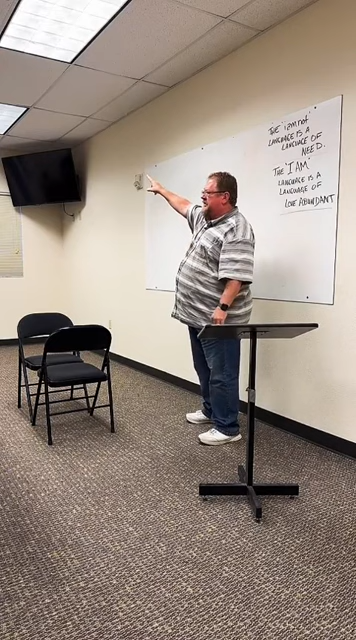 THE "I AM not"
LANGUAGE IS A
LANGUAGE OF
NEED.
THE "I AM"
LANGUAGE IS A
LANGUAGE OF
LOVE ABUNDANT